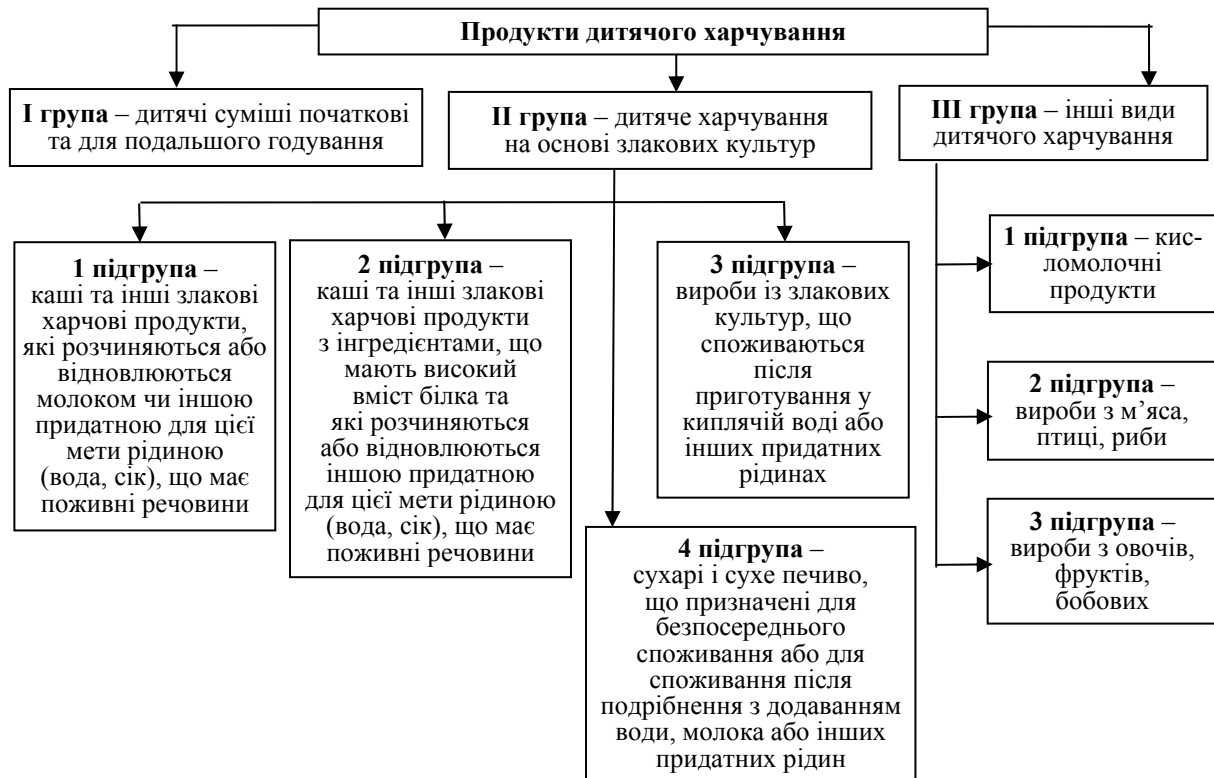 Продукти дитячого харчування
I група – дитячі суміші початкові
та для подальшого годування
II група – дитяче харчування
на основі злакових культур
III група – інші види
дитячого харчування
1 підгрупа –
каші та інші злакові
харчові продукти,
які розчиняються або
відновлюються
молоком чи іншою
придатною для цієї
мети рідиною
(вода, сік), що має
поживні речовини
2 підгрупа –
каші та інші злакові
харчові продукти
з інгредієнтами, що
мають високий
вміст білка та
які розчиняються
або відновлюються
іншою придатною
для цієї мети рідиною
(вода, сік), що має
поживні речовини
3 підгрупа –
вироби із злакових
культур, що
споживаються
після
приготування у
киплячій воді або
інших придатних
рідинах
4 підгрупа –
сухарі і сухе печиво,
що призначені для
безпосереднього
споживання або для
споживання після
подрібнення з додаванням
води, молока або інших
придатних рідин
1 підгрупа – кис-
ломолочні
продукти
2 підгрупа –
вироби з м’яса,
птиці, риби
3 підгрупа –
вироби з овочів,
фруктів,
бобових